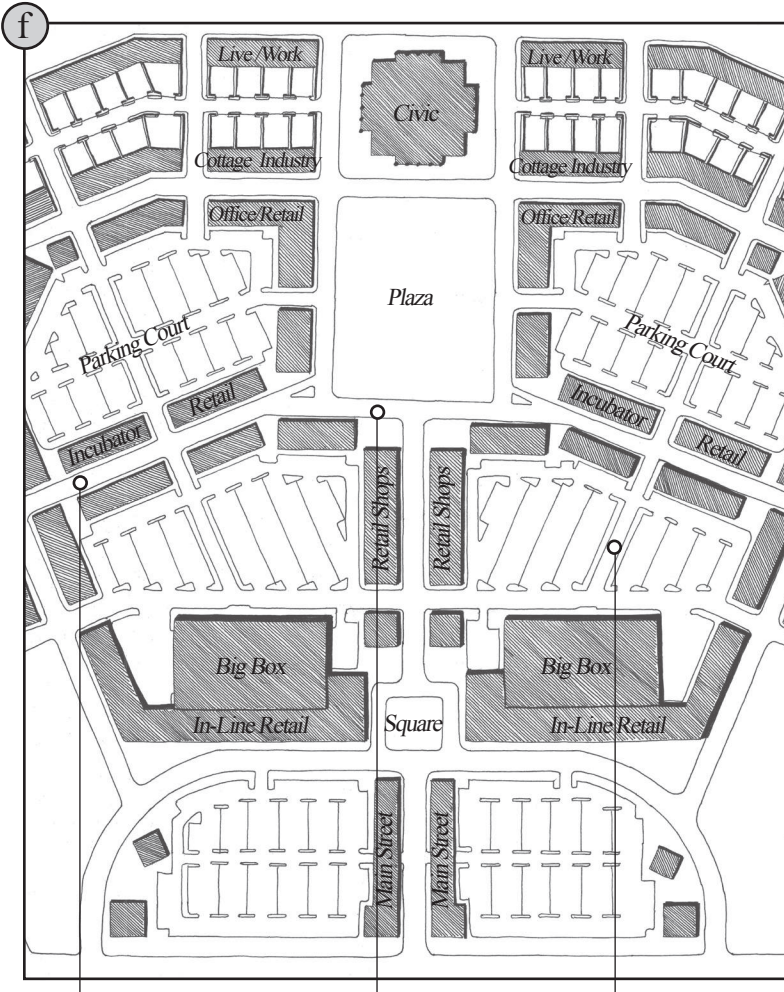 f
Live/Work
Live/Work
Civic
Cottage Industry
Cottage Industry
Office/Retail
Office/Retail
Plaza
Parking Court
Parking Court
Retail
Incubator
Incubator
Retail
Retail Shops
Retail Shops
Big Box
Big Box
In-Line Retail
Square
In-Line Retail
Main Street
Main Street